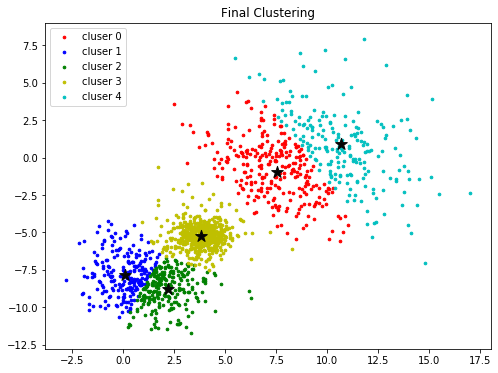 Final Clustering
cluser 0
cluser 1
cluser 2
cluser 3
cluser 4
7.5
5.0
2.5
0.0
−2.5
−5.0
−7.5
−10.0
−12.5
−2.5 0.0 2.5 5.0 7.5 10.0 12.5 15.0 17.5